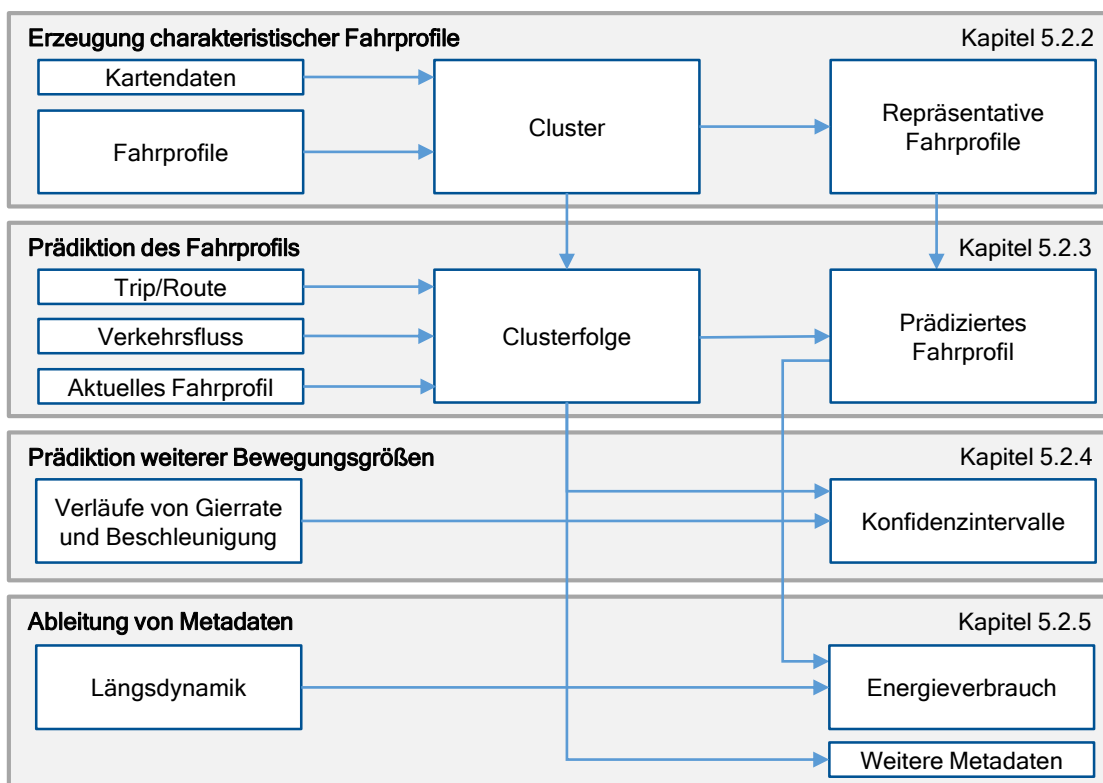 Erzeugung charakteristischer Fahrprofile
Kapitel 5.2.2
Kartendaten
Fahrprofile
Cluster
Repräsentative
Fahrprofile
Prädiktion des Fahrprofils
Kapitel 5.2.3
Trip/Route
Verkehrsfluss
Aktuelles Fahrprofil
Clusterfolge
Prädiziertes
Fahrprofil
Prädiktion weiterer Bewegungsgrößen
Kapitel 5.2.4
Verläufe von Gierrate
und Beschleunigung
Konfidenzintervalle
Ableitung von Metadaten
Kapitel 5.2.5
Längsdynamik
Energieverbrauch
Weitere Metadaten